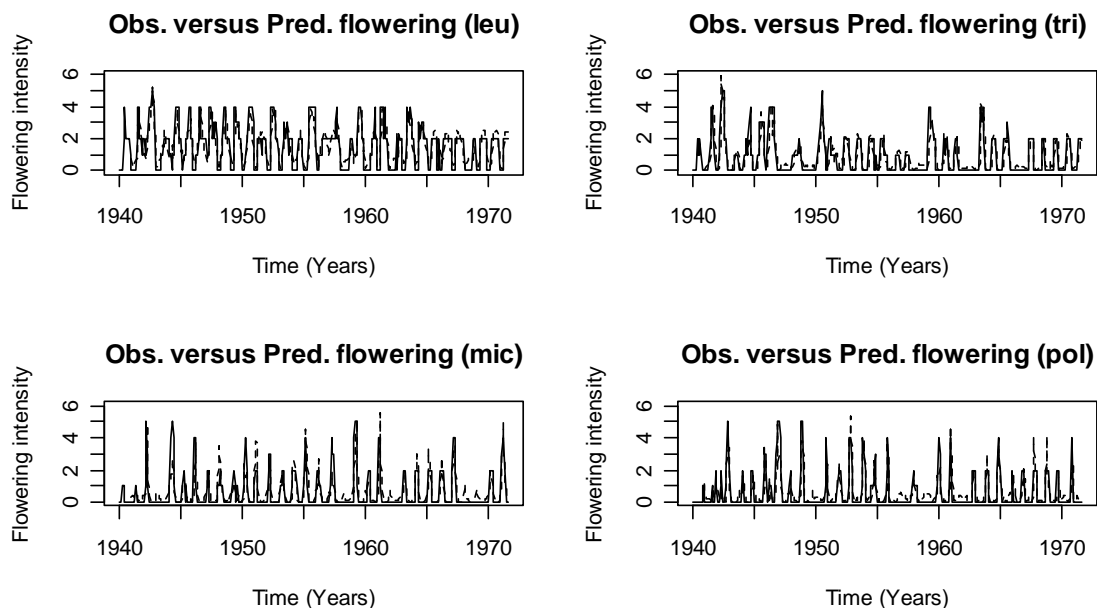 Obs. versus Pred. flowering (leu)
Flowering intensity
6
4
2
0
1940 1950 1960 1970
Time (Years)
Obs. versus Pred. flowering (tri)
Flowering intensity
6
4
2
0
1940 1950 1960 1970
Time (Years)
Obs. versus Pred. flowering (mic)
Flowering intensity
6
4
2
0
1940 1950 1960 1970
Time (Years)
Obs. versus Pred. flowering (pol)
Flowering intensity
6
4
2
0
1940 1950 1960 1970
Time (Years)